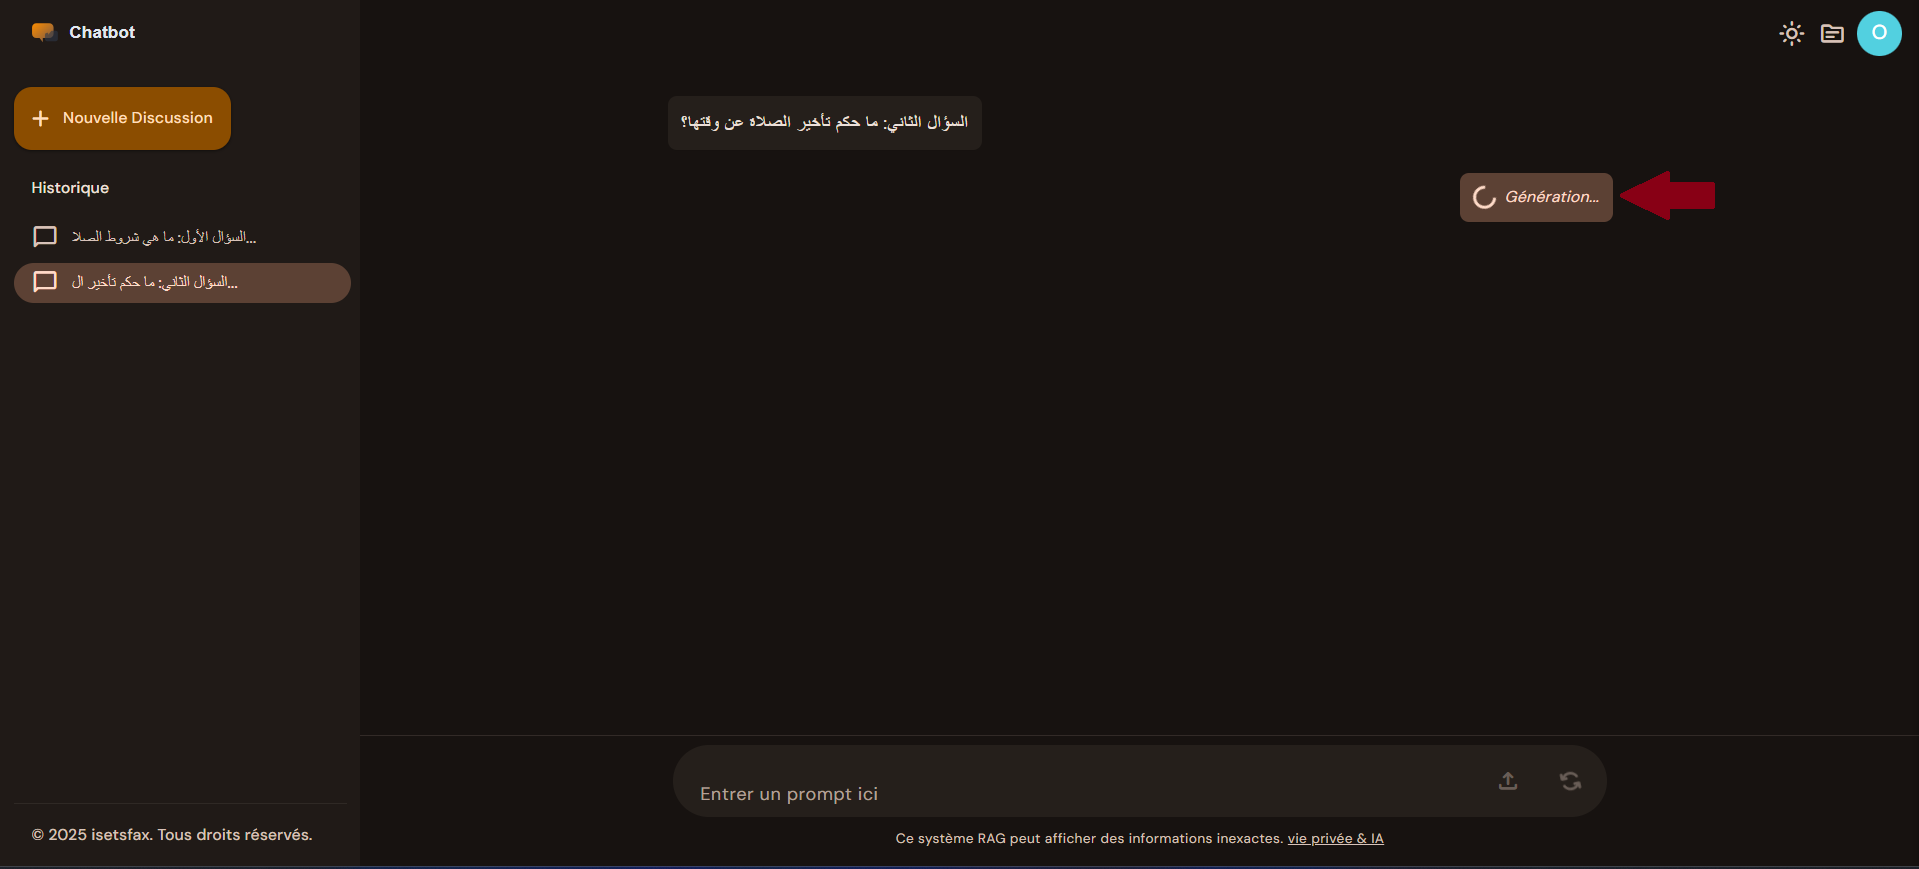 Chatbot
O
Nouvelle Discussion
Historique
السؤال الأول: ما هي شروط الصلا...
السؤال الثاني: ما حكم تأخير ال...
السؤال الثاني: ما حكم تأخير الصلاة عن وقتها؟
Génération...
Entrer un prompt ici
Ce système RAG peut afficher des informations inexactes. vie privée & IA
© 2025 isetsfax. Tous droits réservés.